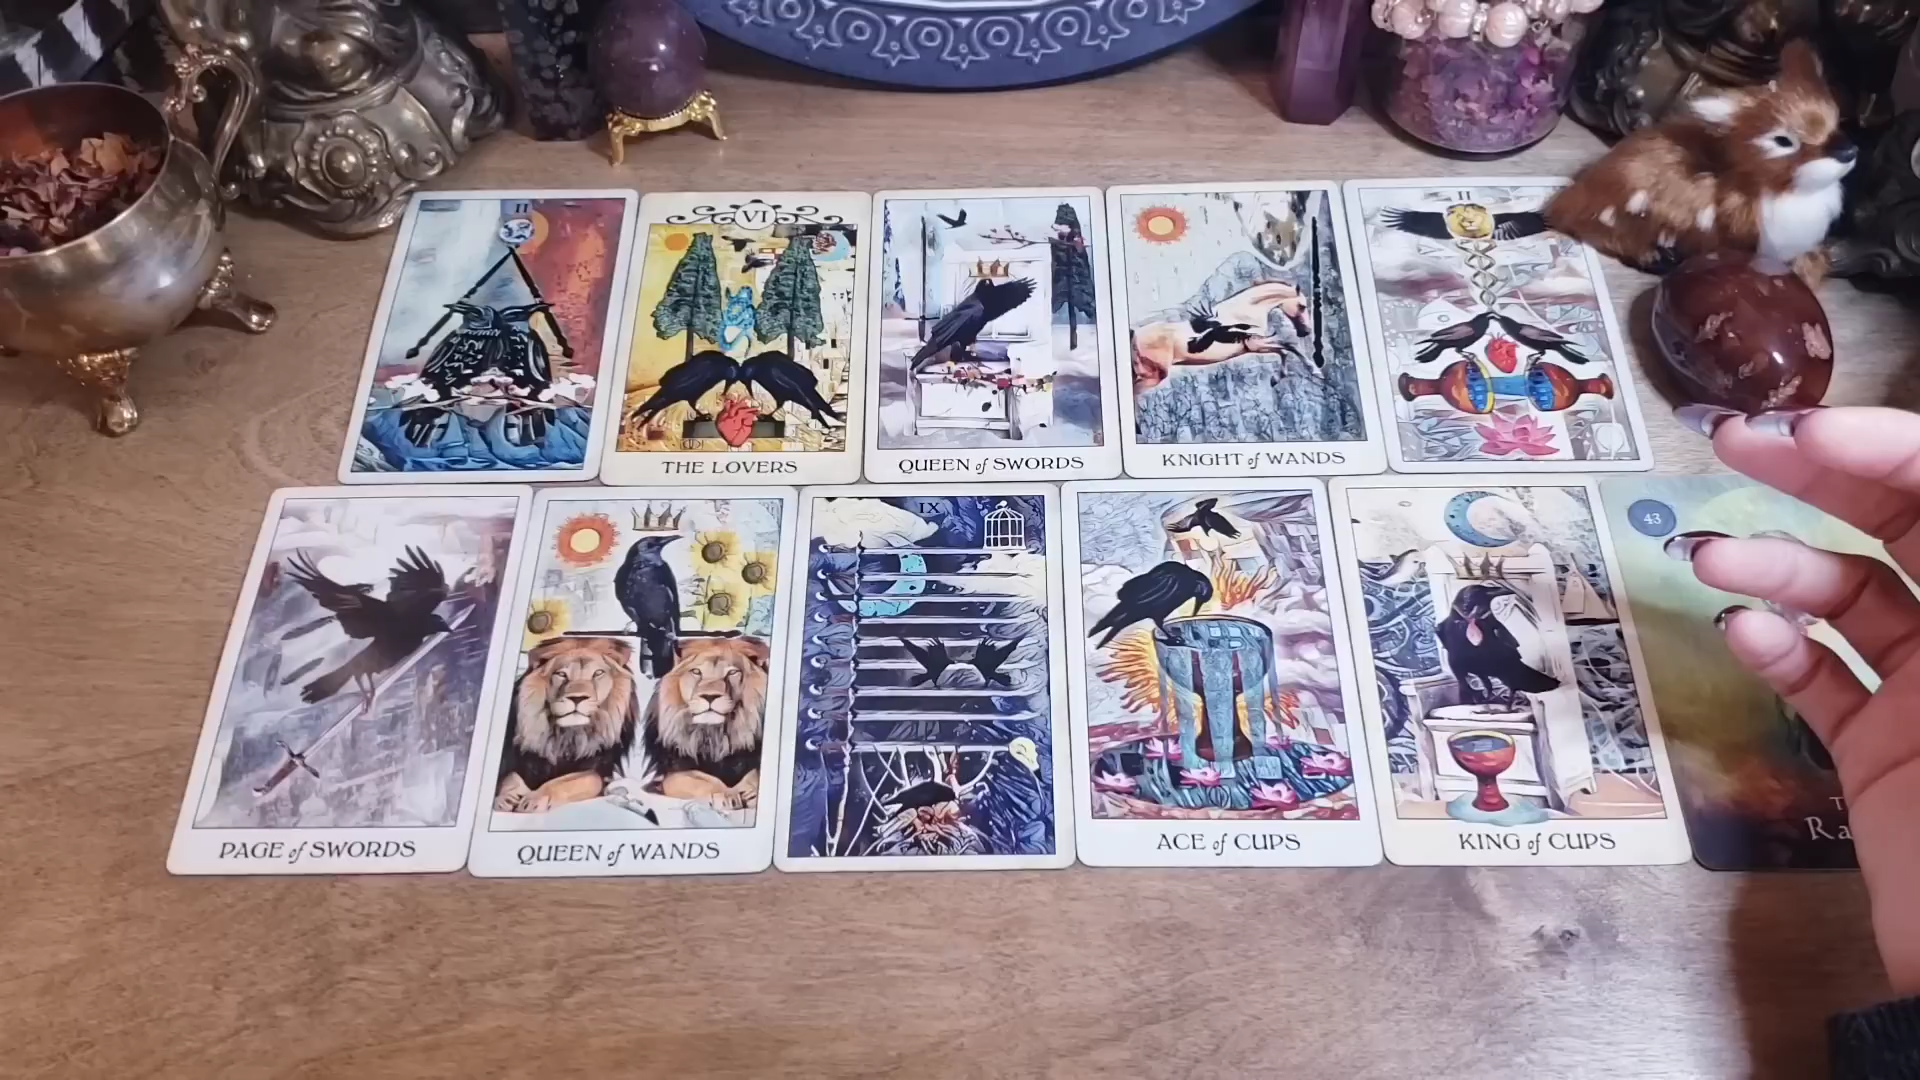 II
VI
THE LOVERS
QUEEN of SWORDS
KNIGHT of WANDS
II
PAGE of SWORDS
QUEEN of WANDS
IX
ACE of CUPS
KING of CUPS
43